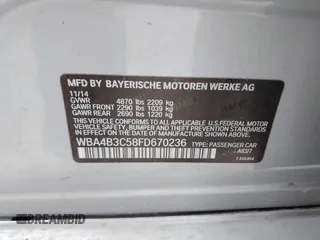 MFD BY BAYERISCHE MOTOREN WERKE AG
11/14
GVWR 4870 lbs 2209 kg
GAWR FRONT 2290 lbs 1039 kg
GAWR REAR 2690 lbs 1220 kg
THIS VEHICLE CONFORMS TO ALL APPLICABLE FEDERAL MOTOR
VEHICLE SAFETY, BUMPER, AND THEFT PREVENTION STANDARDS
IN EFFECT ON THE DATE OF MANUFACTURE SHOWN ABOVE.
WBA4B3C58FD670236 TYPE: PASSENGER CAR
A83/7
DREAMBID